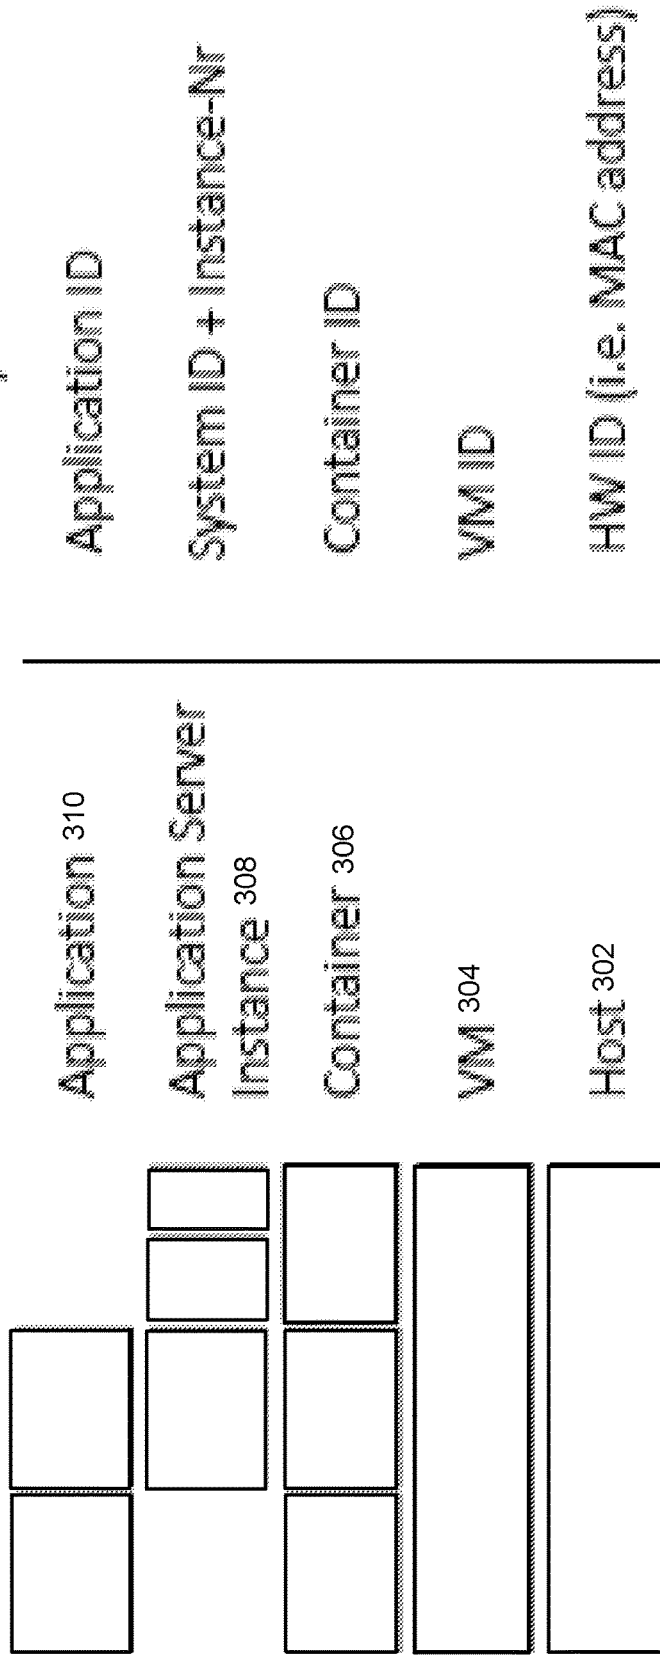 Application 310
Application ID
Application Server
Instance 308
System ID + Instance-Nr
Container 306
Container ID
VM 304
VM ID
Host 302
HW ID (i.e. MAC address)